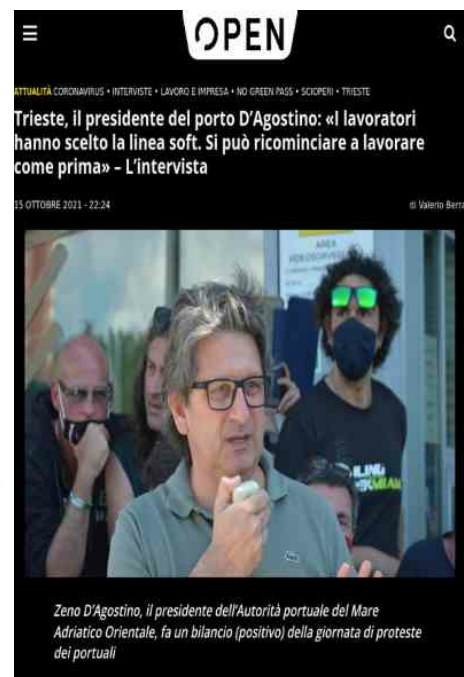 OPEN
ATTUALITÀ CORONAVIRUS • INTERVISTE • LAVORO E IMPRESA • NO GREEN PASS • SCIOPERI • TRIESTE
Trieste, il presidente del porto D'Agostino: «I lavoratori
hanno scelto la linea soft. Si può ricominciare a lavorare
come prima» – L'intervista
15 OTTOBRE 2021 - 22:24
di Valerio Berra
AREA
VIDEOSORVEGLIATA
Zeno D'Agostino, il presidente dell'Autorità portuale del Mare
Adriatico Orientale, fa un bilancio (positivo) della giornata di proteste
dei portuali